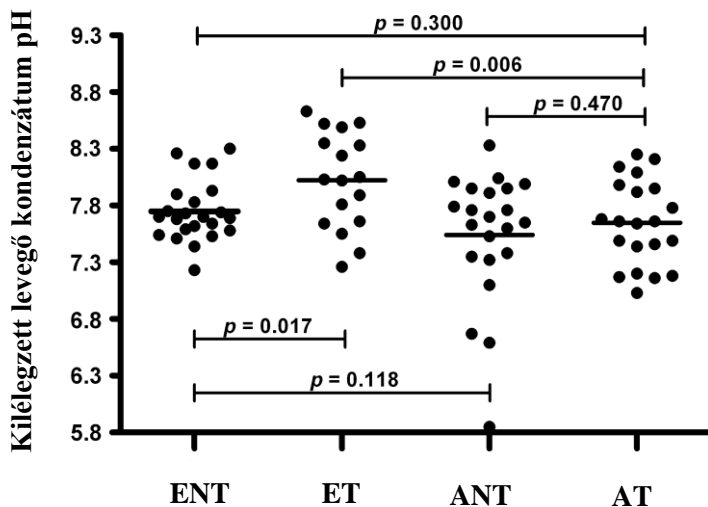 Kilélegzett levegő kondenzátum pH
9.3
8.8
8.3
7.8
7.3
6.8
6.3
5.8
p = 0.300
p = 0.006
p = 0.470
p = 0.017
p = 0.118
ENT ET ANT AT